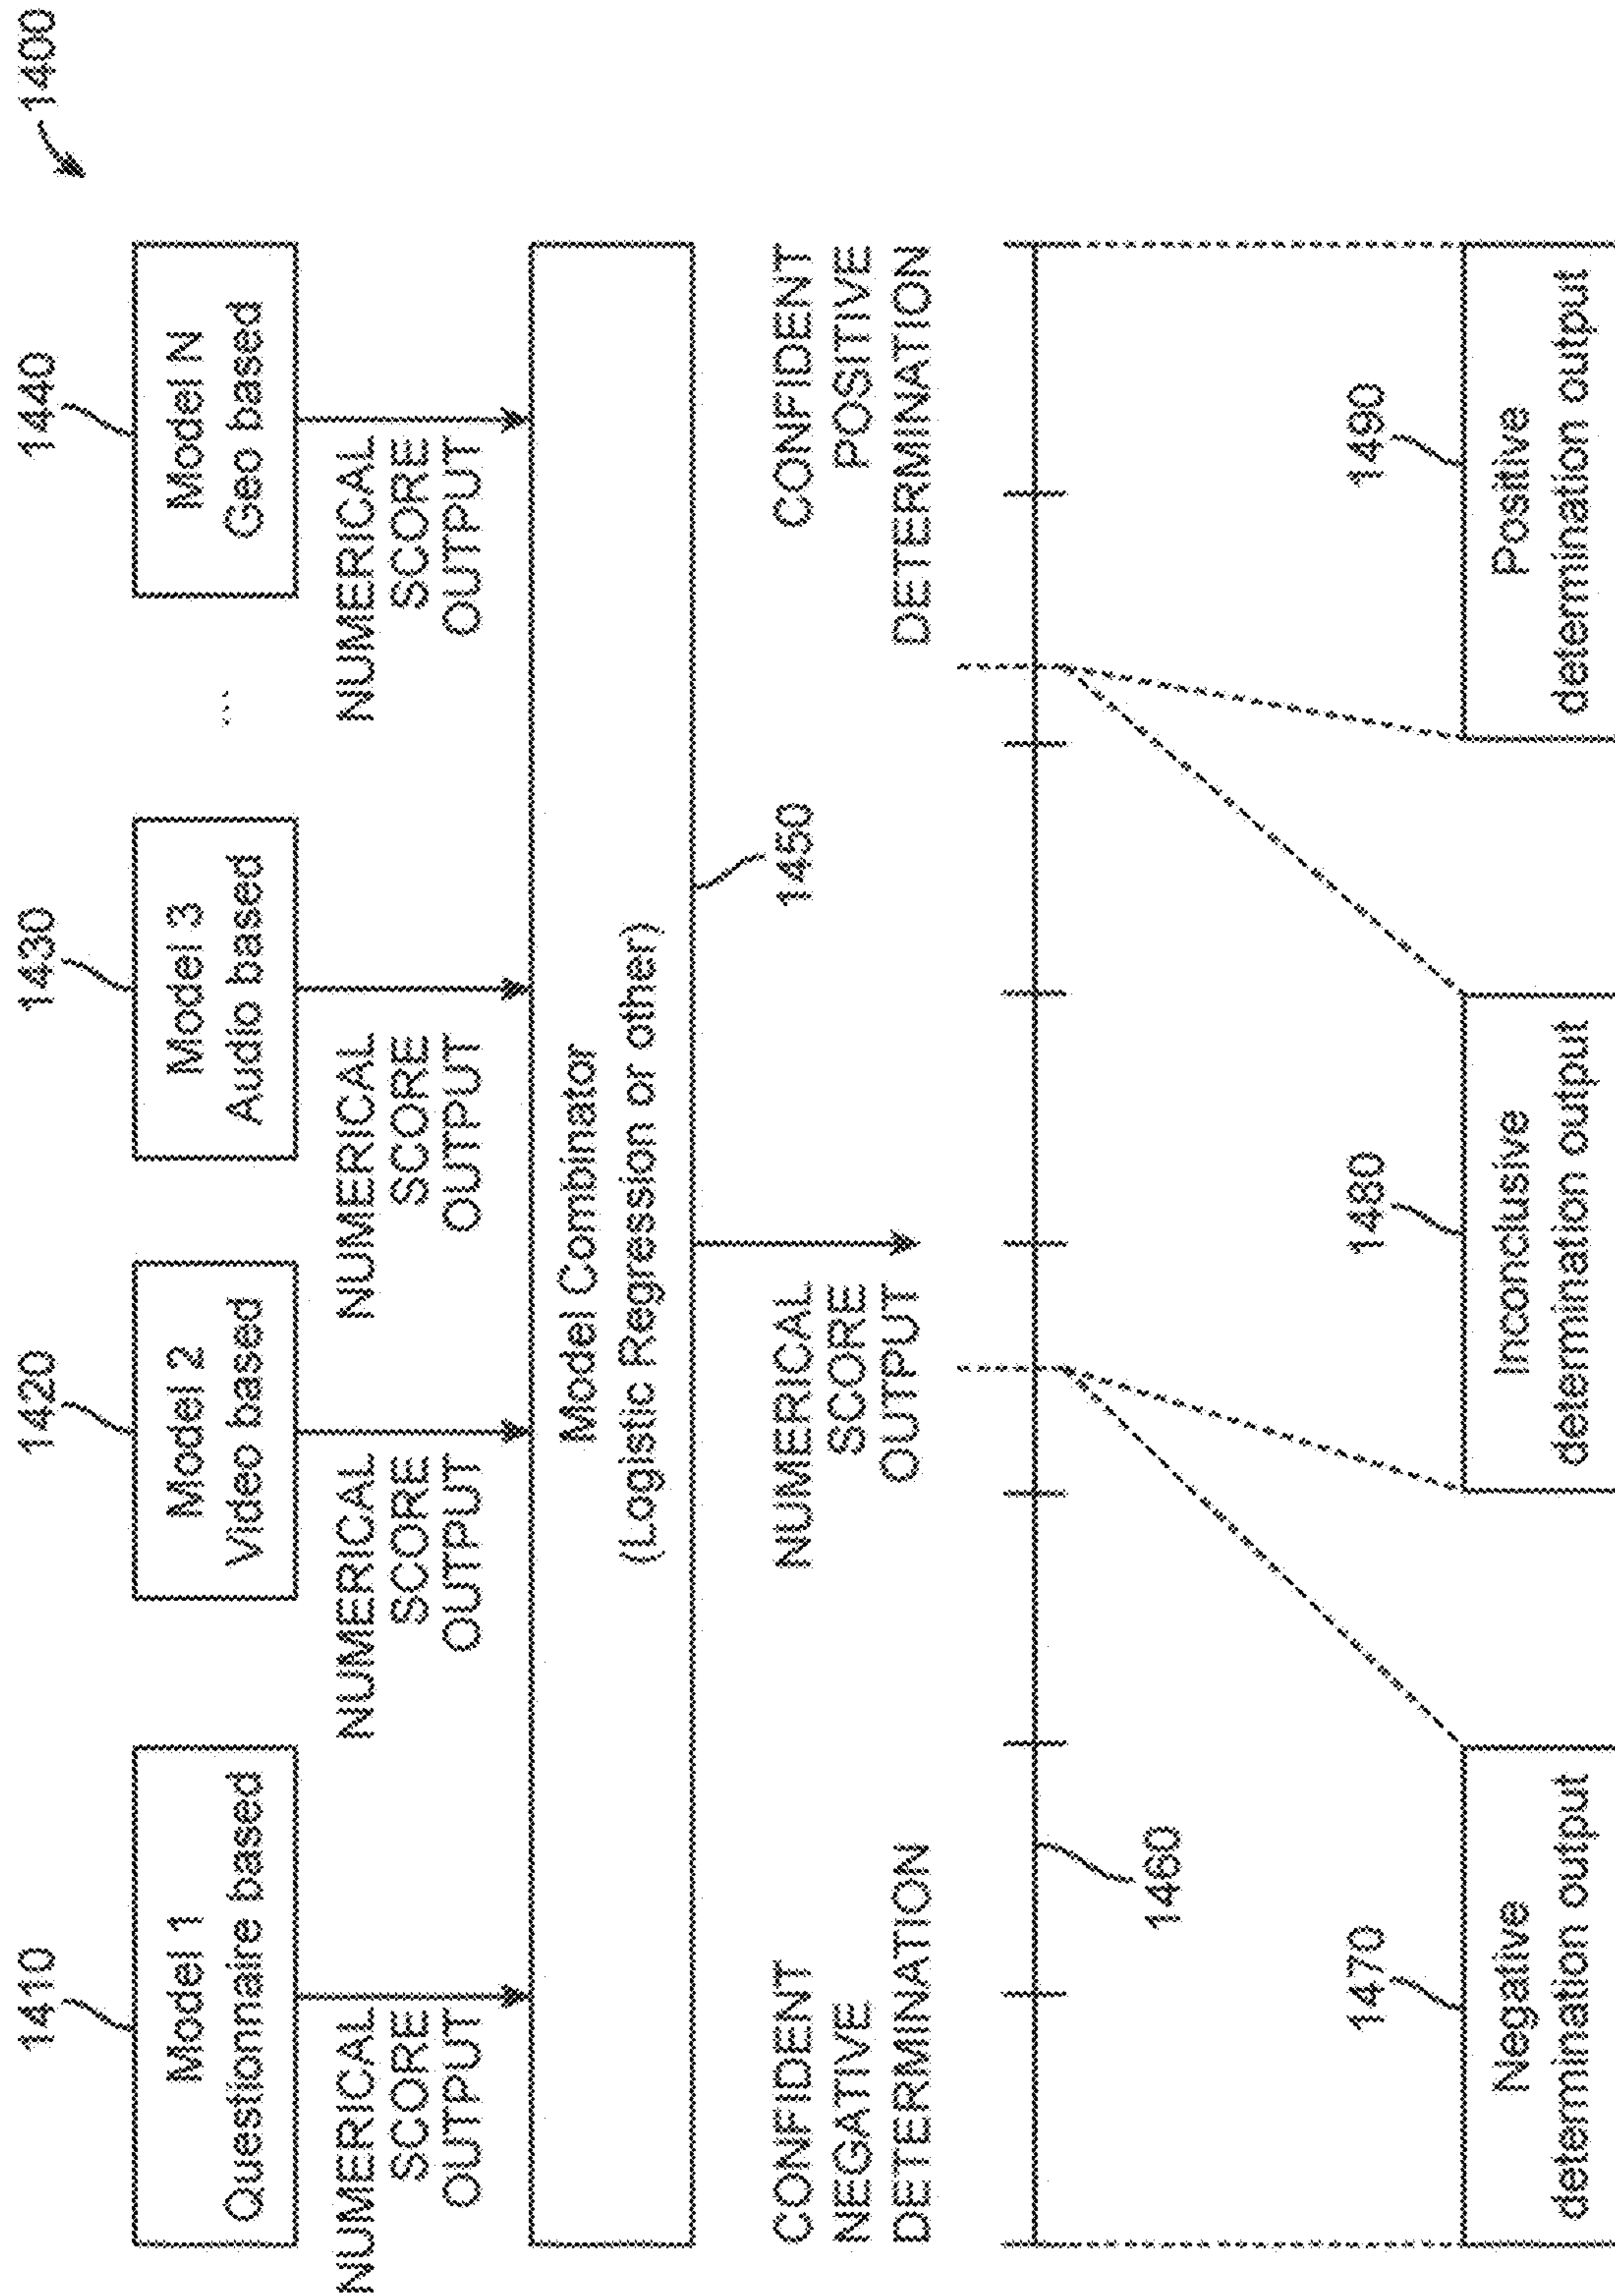 1400
1410
1420
1430
1440
Model 1
Questionnaire based
Model 2
Video based
Model 3
Audio based
...
Model N
Geo based
NUMERICAL
SCORE
OUTPUT
NUMERICAL
SCORE
OUTPUT
NUMERICAL
SCORE
OUTPUT
NUMERICAL
SCORE
OUTPUT
Model Combinator
(Logistic Regression or other)
1450
CONFIDENT
NEGATIVE
DETERMINATION
NUMERICAL
SCORE
OUTPUT
CONFIDENT
POSITIVE
DETERMINATION
1460
1470
1480
1490
Negative
determination output
Inconclusive
determination output
Positive
determination output